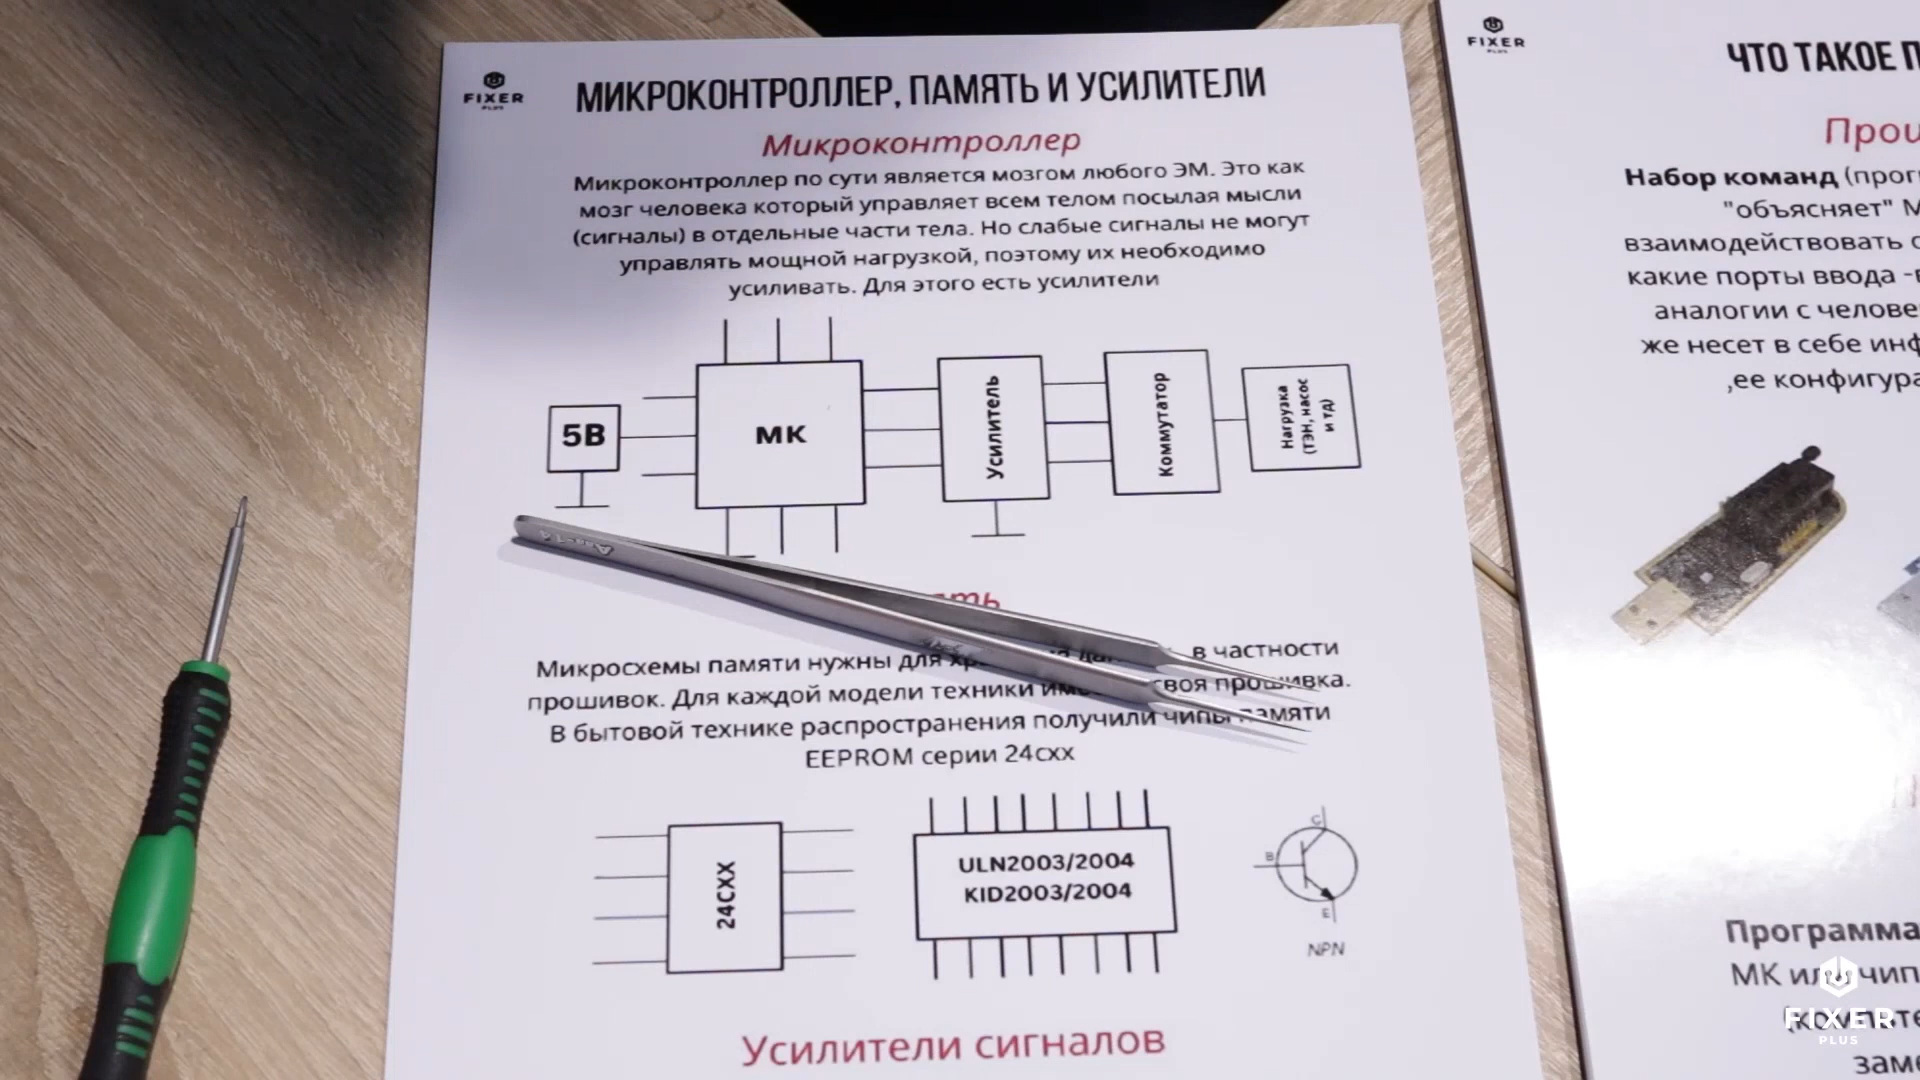 FIXER
PLUS
МИКРОКОНТРОЛЛЕР, ПАМЯТЬ И УСИЛИТЕЛИ
Микроконтроллер
Микроконтроллер по сути является мозгом любого ЭМ. Это как
мозг человека который управляет всем телом посылая мысли
(сигналы) в отдельные части тела. Но слабые сигналы не могут
управлять мощной нагрузкой, поэтому их необходимо
усиливать. Для этого есть усилители
5В
МК
Усилитель
Коммутатор
Нагрузка
(ТЭН, насос
и тд)
Микросхемы памяти нужны для в частности
прошивок. Для каждой модели техники своя прошивка.
В бытовой технике распространения получили чипы памяти
EEPROM серии 24cxx
24CXX
ULN2003/2004
KID2003/2004
C
B
E
NPN
Усилители сигналов
FIXER
PLUS
ЧТО ТАКОЕ П
Прош
Набор команд (прог
"объясняет" М
взаимодействовать с
какие порты ввода -в
аналогии с челове
же несет в себе инф
,ее конфигура
Программа
МК или чип
заме
FIXER
PLUS